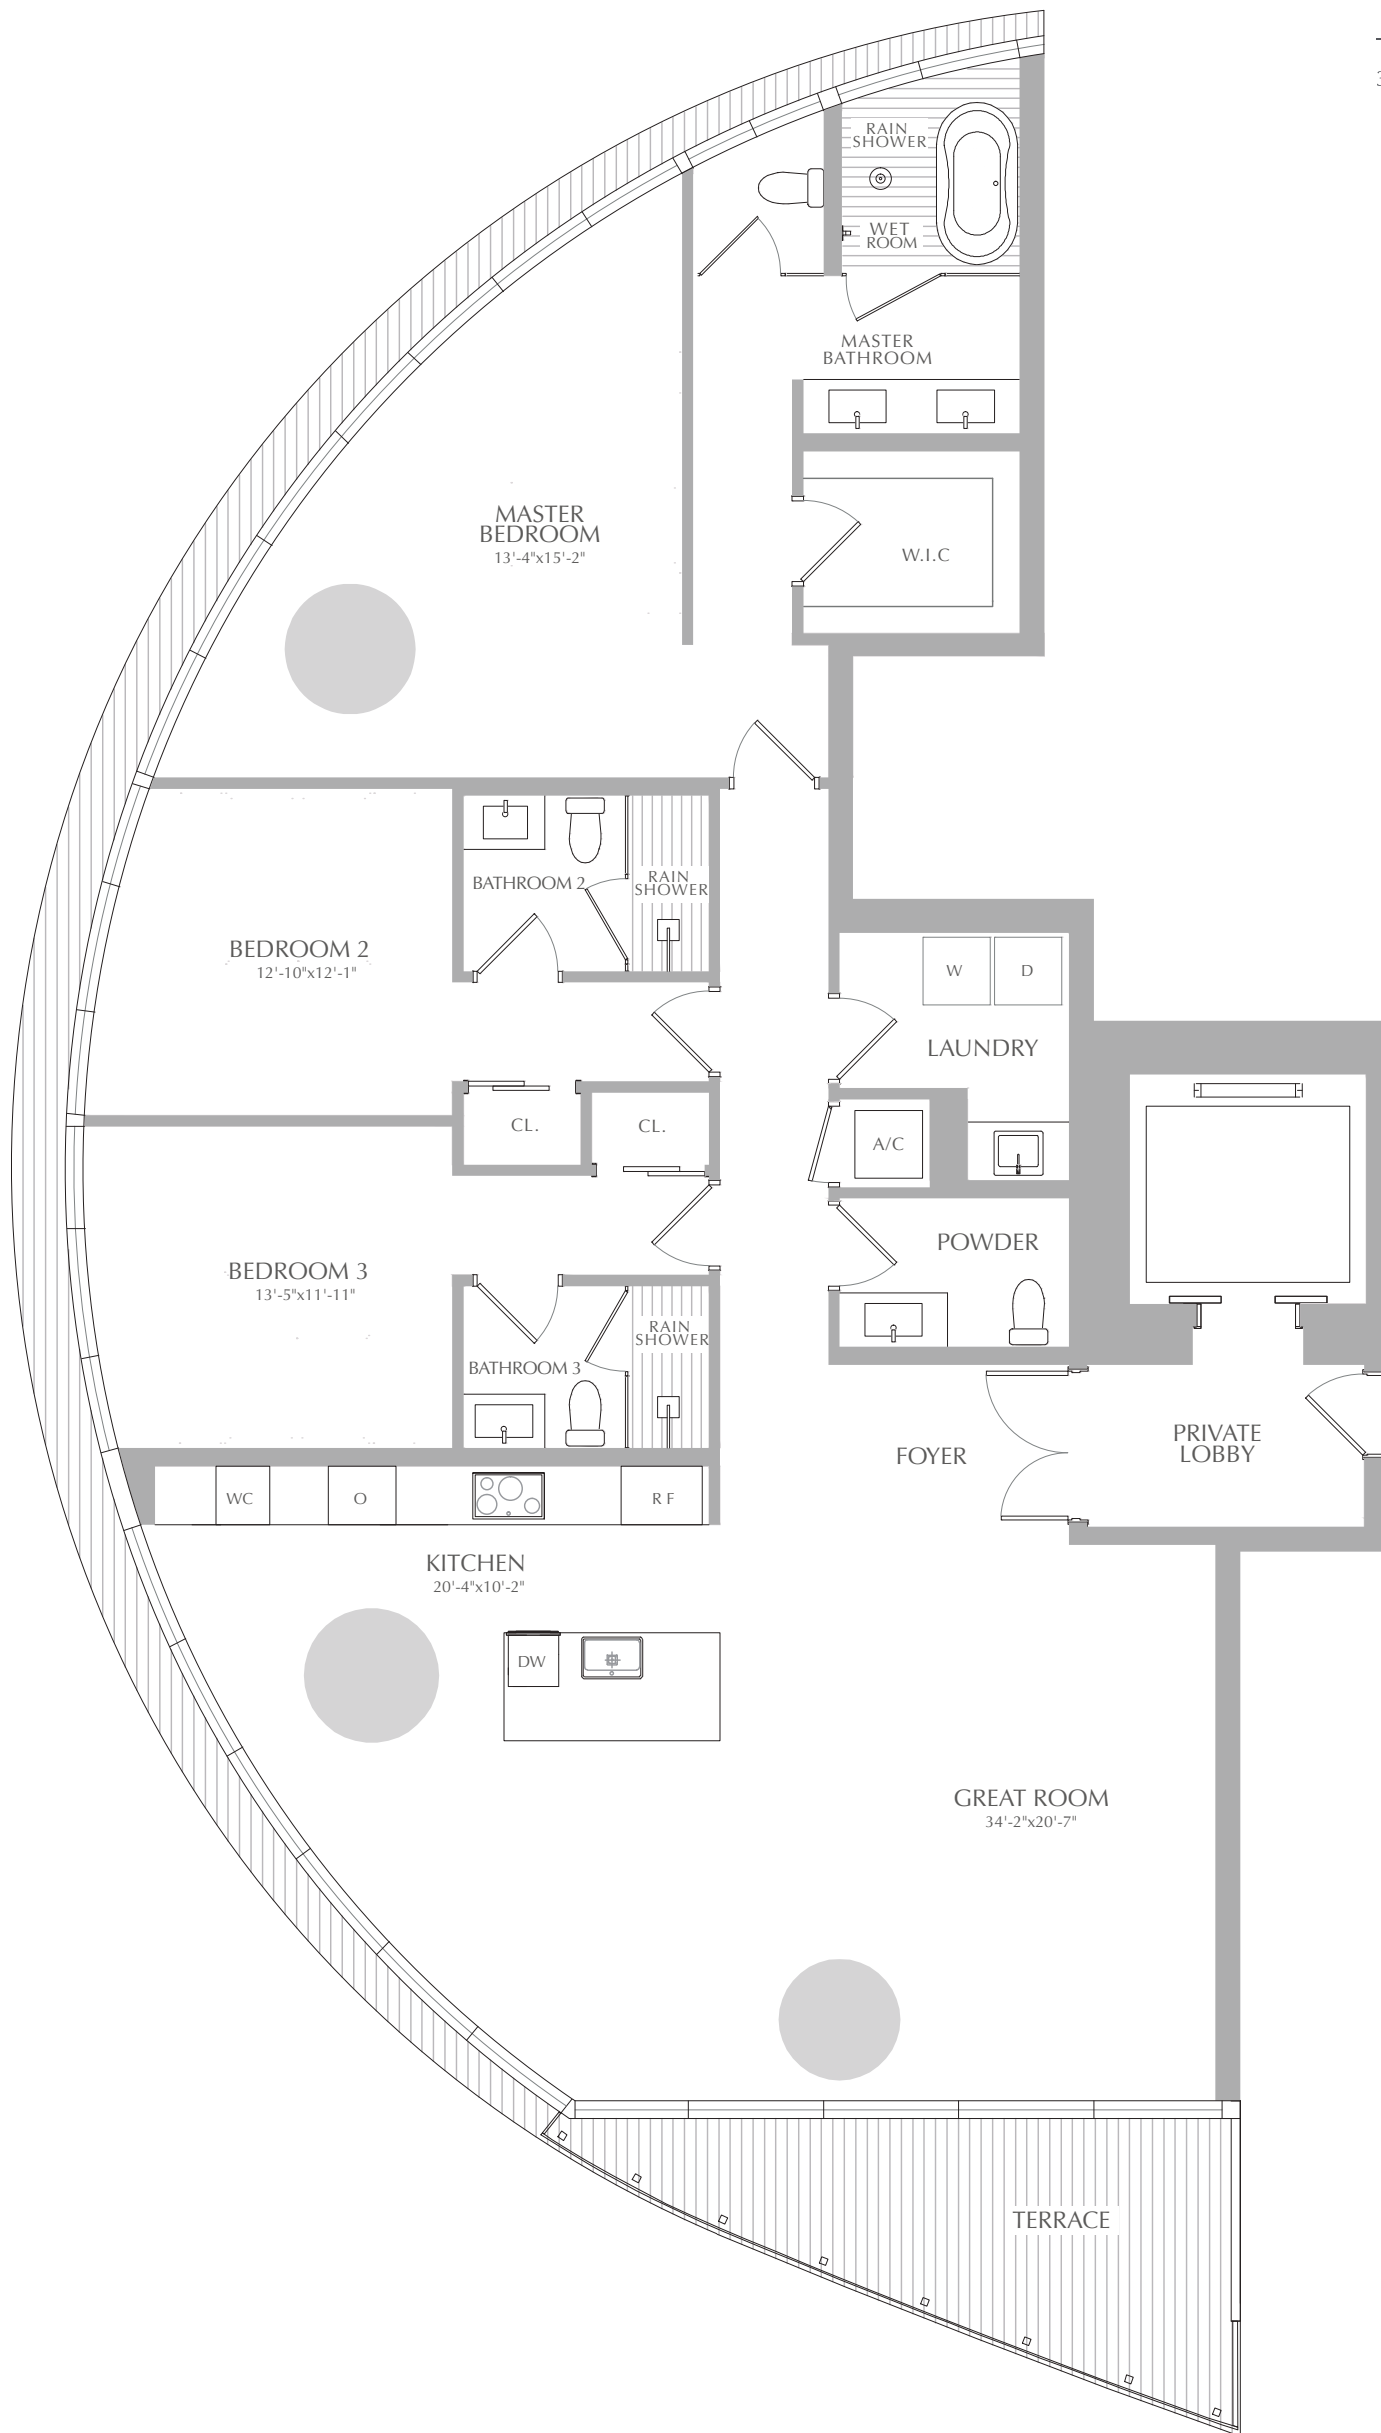 3
RAIN
SHOWER
WET
ROOM
MASTER
BATHROOM
MASTER
BEDROOM
13'-4"x15'-2"
W.I.C
BATHROOM 2
RAIN
SHOWER
BEDROOM 2
12'-10"x12'-1"
W
D
LAUNDRY
CL.
CL.
A/C
POWDER
BEDROOM 3
13'-5"x11'-11"
RAIN
SHOWER
BATHROOM 3
PRIVATE
LOBBY
FOYER
WC
O
R F
KITCHEN
20'-4"x10'-2"
DW
GREAT ROOM
34'-2"x20'-7"
TERRACE